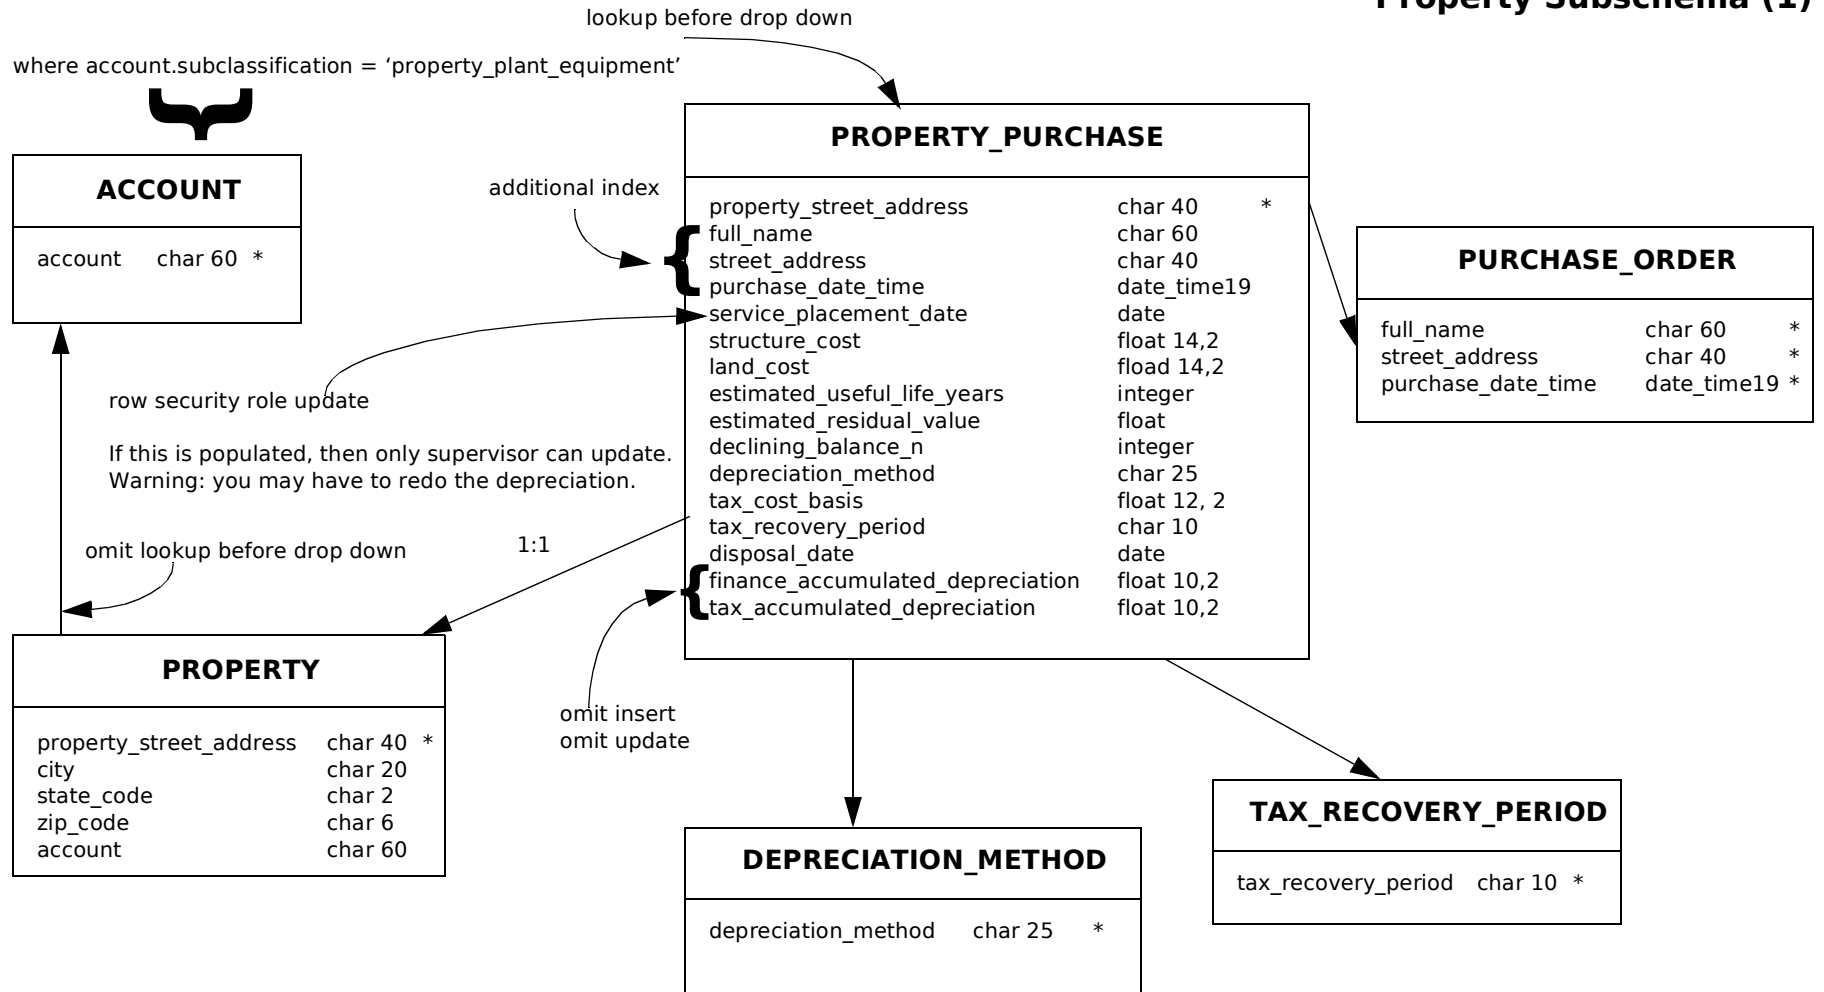 Property Subschema (1)
lookup before drop down
where account.subclassification = ‘property_plant_equipment’
ACCOUNT
account char 60 *
additional index
PROPERTY_PURCHASE
property_street_address char 40 *
full_name char 60
street_address char 40
purchase_date_time date_time19
service_placement_date date
structure_cost float 14,2
land_cost fload 14,2
estimated_useful_life_years integer
estimated_residual_value float
declining_balance_n integer
depreciation_method char 25
tax_cost_basis float 12, 2
tax_recovery_period char 10
disposal_date date
finance_accumulated_depreciation float 10,2
tax_accumulated_depreciation float 10,2
PURCHASE_ORDER
full_name char 60 *
street_address char 40 *
purchase_date_time date_time19 *
row security role update
If this is populated, then only supervisor can update.
Warning: you may have to redo the depreciation.
omit lookup before drop down
1:1
PROPERTY
property_street_address char 40 *
city char 20
state_code char 2
zip_code char 6
account char 60
omit insert
omit update
DEPRECIATION_METHOD
depreciation_method char 25 *
TAX_RECOVERY_PERIOD
tax_recovery_period char 10 *